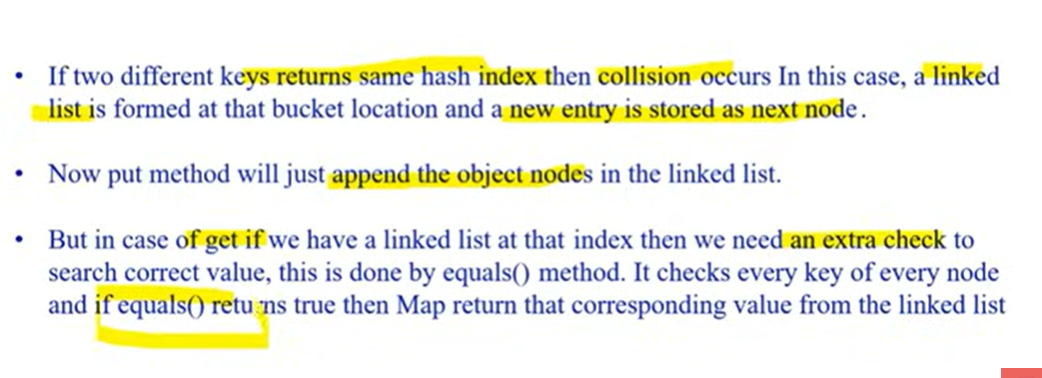 • If two different keys returns same hash index then collision occurs In this case, a linked
list is formed at that bucket location and a new entry is stored as next node.
• Now put method will just append the object nodes in the linked list.
• But in case of get if we have a linked list at that index then we need an extra check to
search correct value, this is done by equals() method. It checks every key of every node
and if equals() returns true then Map return that corresponding value from the linked list